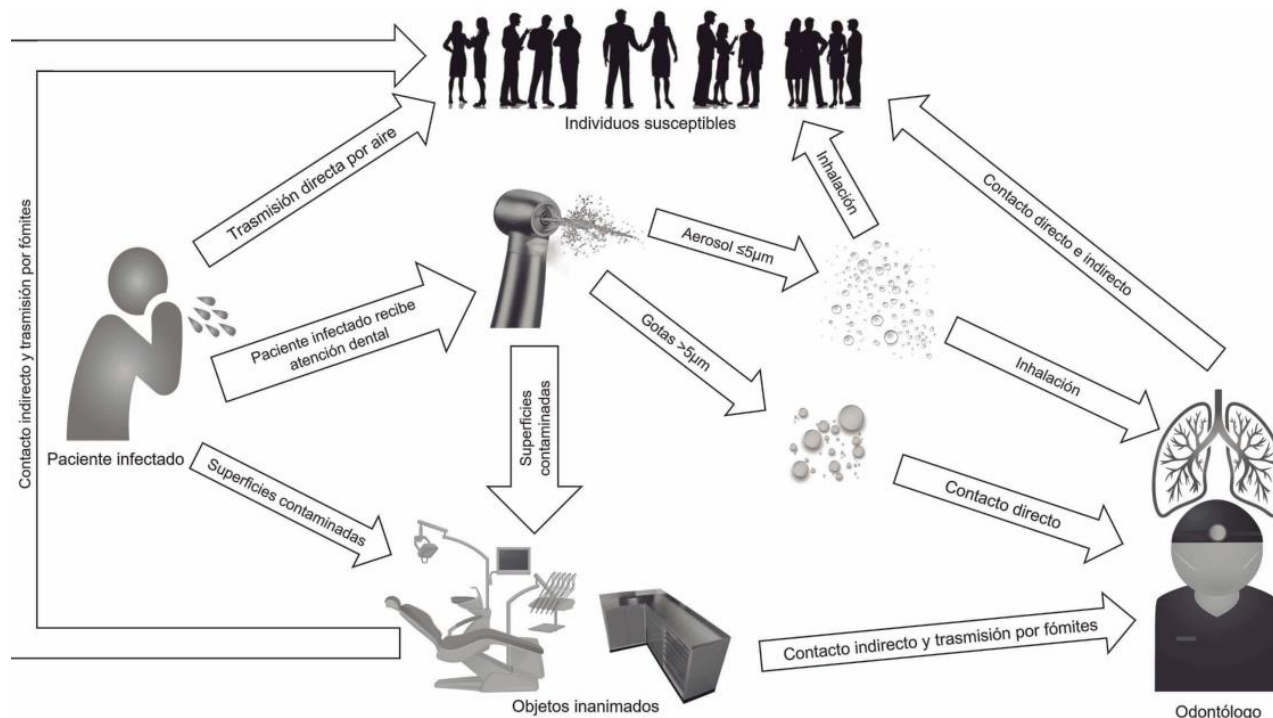 Individuos susceptibles
Trasmisión directa por aire
Inhalación
Contacto directo e indirecto
Contacto indirecto y trasmisión por fómites
Aerosol ≤5µm
Paciente infectado recibe
atención dental
Gotas >5µm
Inhalación
Superficies
contaminadas
Paciente infectado
Superficies contaminadas
Contacto directo
Contacto indirecto y trasmisión por fómites
Objetos inanimados
Odontólogo